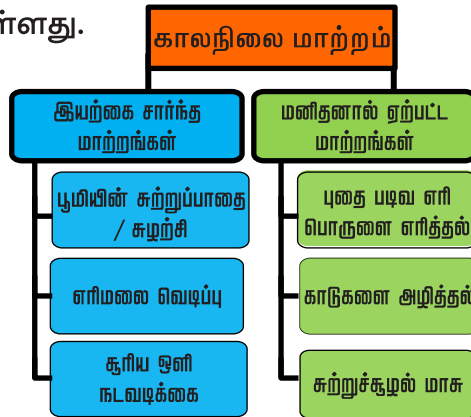 ள்ளது.
காலநிலை மாற்றம்
இயற்கை சார்ந்த
மாற்றங்கள்
மனிதனால் ஏற்பட்ட
மாற்றங்கள்
பூமியின் சுற்றுப்பாதை
/ சுழற்சி
புதை படிவ எரி
பொருளை எரித்தல்
எரிமலை வெடிப்பு
காடுகளை அழித்தல்
சூரிய ஒளி
நடவடிக்கை
சுற்றுச்சூழல் மாசு